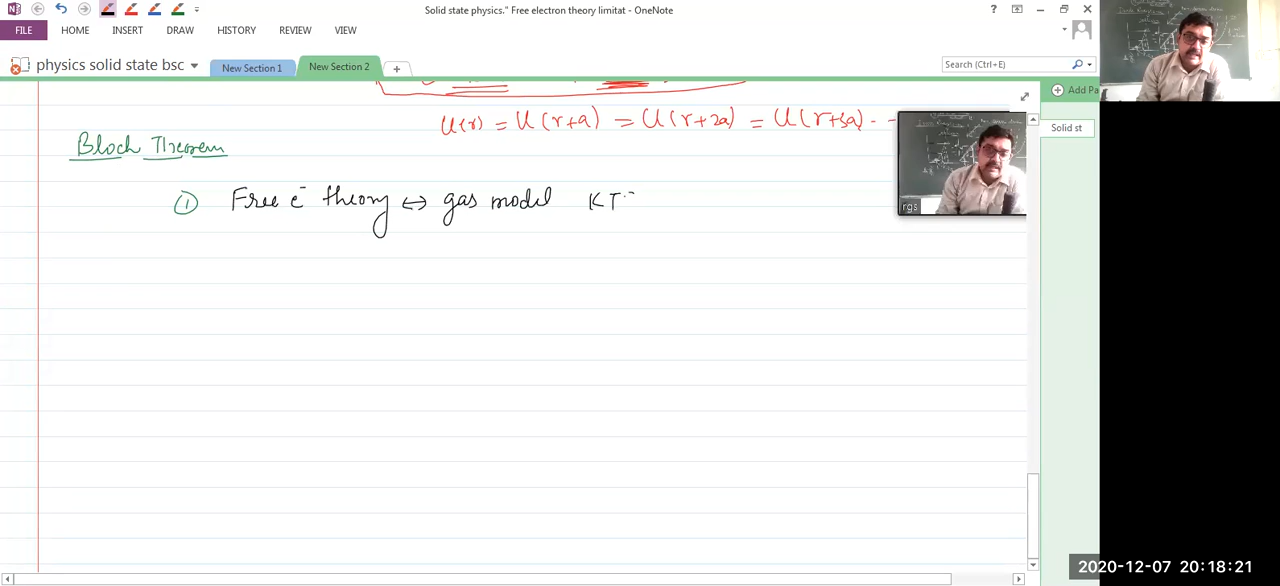 Solid state physics." Free electron theory limitat - OneNote
FILE HOME INSERT DRAW HISTORY REVIEW VIEW
physics solid state bsc New Section 1 New Section 2 +
Search (Ctrl+E)
Add Pa
Solid st
U(r) = U(r+a) = U(r+2a) = U(r+3a) - -
Bloch Theorem
① Free e⁻ theory ↔ gas model KT
rgs
2020-12-07 20:18:21